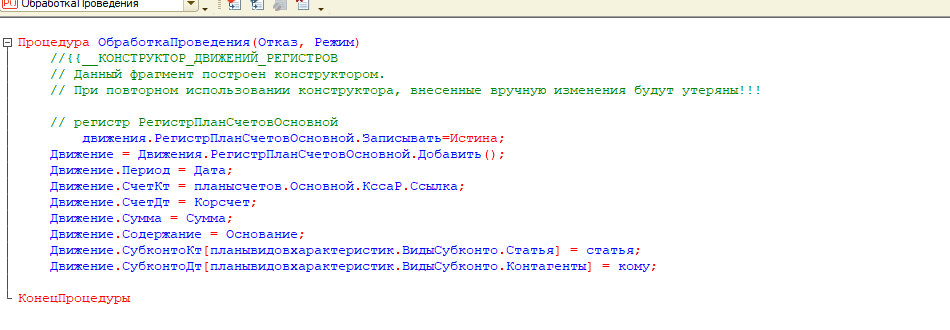 ОбработкаПроведения
Процедура ОбработкаПроведения(Отказ, Режим)
//{{__КОНСТРУКТОР_ДВИЖЕНИЙ_РЕГИСТРОВ
// Данный фрагмент построен конструктором.
// При повторном использовании конструктора, внесенные вручную изменения будут утеряны!!!
// регистр РегистрПланСчетовОсновной
движения.РегистрПланСчетовОсновной.Записывать=Истина;
Движение = Движения.РегистрПланСчетовОсновной.Добавить();
Движение.Период = Дата;
Движение.СчетКт = планысчетов.Основной.КссаР.Ссылка;
Движение.СчетДт = Корсчет;
Движение.Сумма = Сумма;
Движение.Содержание = Основание;
Движение.СубконтоКт[планывидовхарактеристик.ВидыСубконто.Статья] = статья;
Движение.СубконтоДт[планывидовхарактеристик.ВидыСубконто.Контагенты] = кому;
КонецПроцедуры